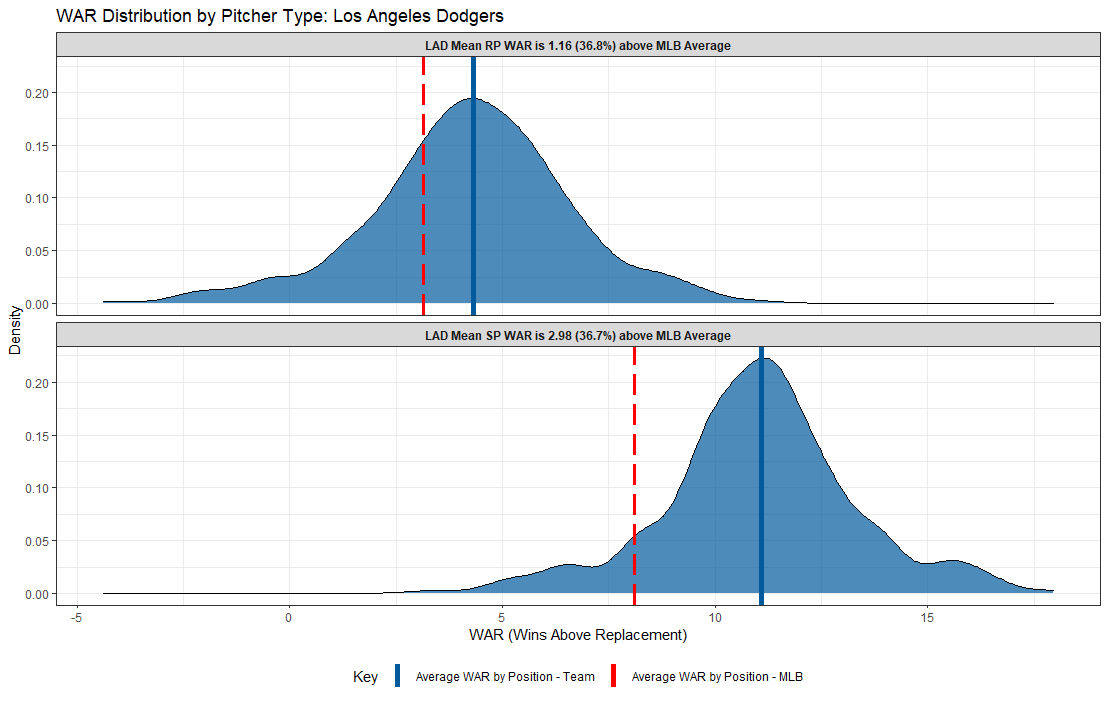 WAR Distribution by Pitcher Type: Los Angeles Dodgers
LAD Mean RP WAR is 1.16 (36.8%) above MLB Average
0.20
0.15
0.10
0.05
0.00
Density
LAD Mean SP WAR is 2.98 (36.7%) above MLB Average
0.20
0.15
0.10
0.05
0.00
-5 0 5 10 15
WAR (Wins Above Replacement)
Key Average WAR by Position - Team Average WAR by Position - MLB